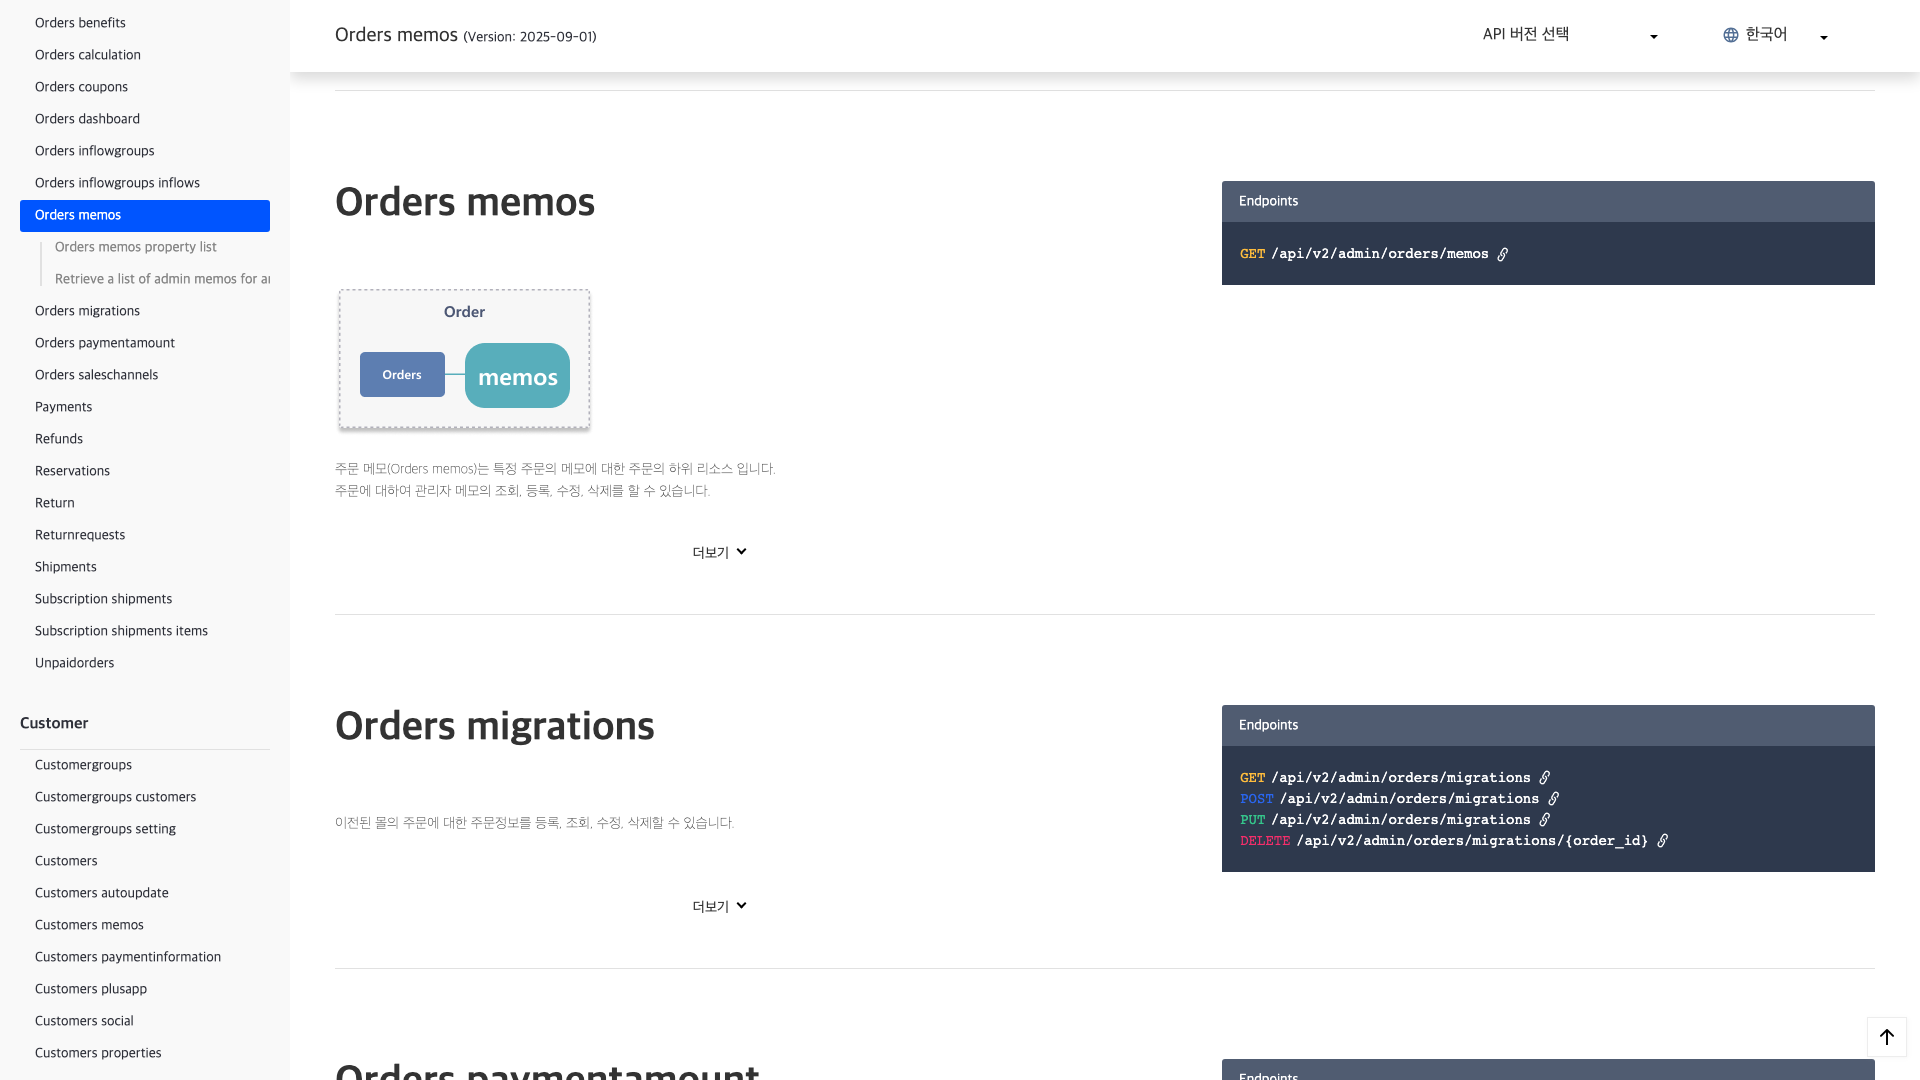 Orders benefits
Orders calculation
Orders coupons
Orders dashboard
Orders inflowgroups
Orders inflowgroups inflows
Orders memos
Orders memos property list
Retrieve a list of admin memos for
Orders migrations
Orders paymentamount
Orders saleschannels
Payments
Refunds
Reservations
Return
Returnrequests
Shipments
Subscription shipments
Subscription shipments items
Unpaidorders
Customer
Customergroups
Customergroups customers
Customergroups setting
Customers
Customers autoupdate
Customers memos
Customers paymentinformation
Customers plusapp
Customers social
Customers properties
Orders memos (Version: 2025-09-01)
API 버전 선택
한국어
Orders memos
Order
Orders
memos
주문 메모(Orders memos)는 특정 주문의 메모에 대한 주문의 하위 리소스 입니다.
주문에 대하여 관리자 메모의 조회, 등록, 수정, 삭제를 할 수 있습니다.
더보기
Endpoints
GET /api/v2/admin/orders/memos
Orders migrations
이전된 몰의 주문에 대한 주문정보를 등록, 조회, 수정, 삭제할 수 있습니다.
더보기
Endpoints
GET /api/v2/admin/orders/migrations
POST /api/v2/admin/orders/migrations
PUT /api/v2/admin/orders/migrations
DELETE /api/v2/admin/orders/migrations/{order_id}
Orders paymentamount
Endpoints